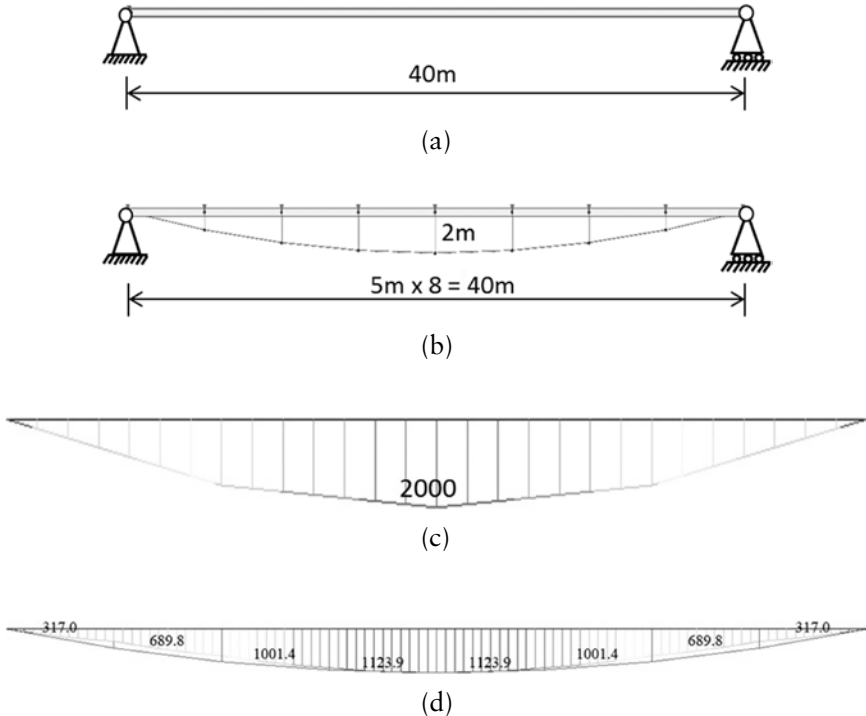 40m
(a)
2m
5m x 8 = 40m
(b)
2000
(c)
317.0 689.8 1001.4 1123.9 1123.9 1001.4 689.8 317.0
(d)